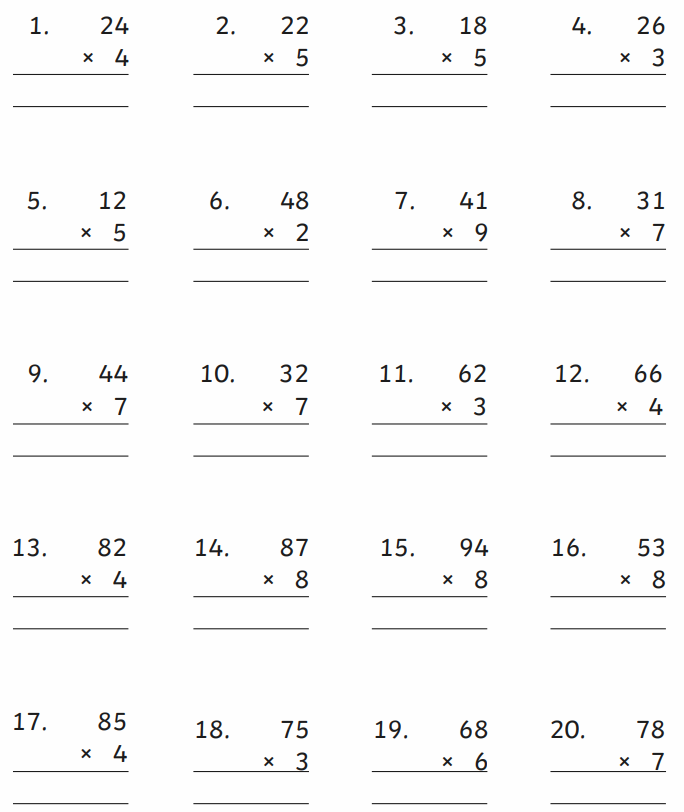 1. 24 2. 22 3. 18 4. 26
× 4 × 5 × 5 × 3
5. 12 6. 48 7. 41 8. 31
× 5 × 2 × 9 × 7
9. 44 10. 32 11. 62 12. 66
× 7 × 7 × 3 × 4
13. 82 14. 87 15. 94 16. 53
× 4 × 8 × 8 × 8
17. 85 18. 75 19. 68 20. 78
× 4 × 3 × 6 × 7